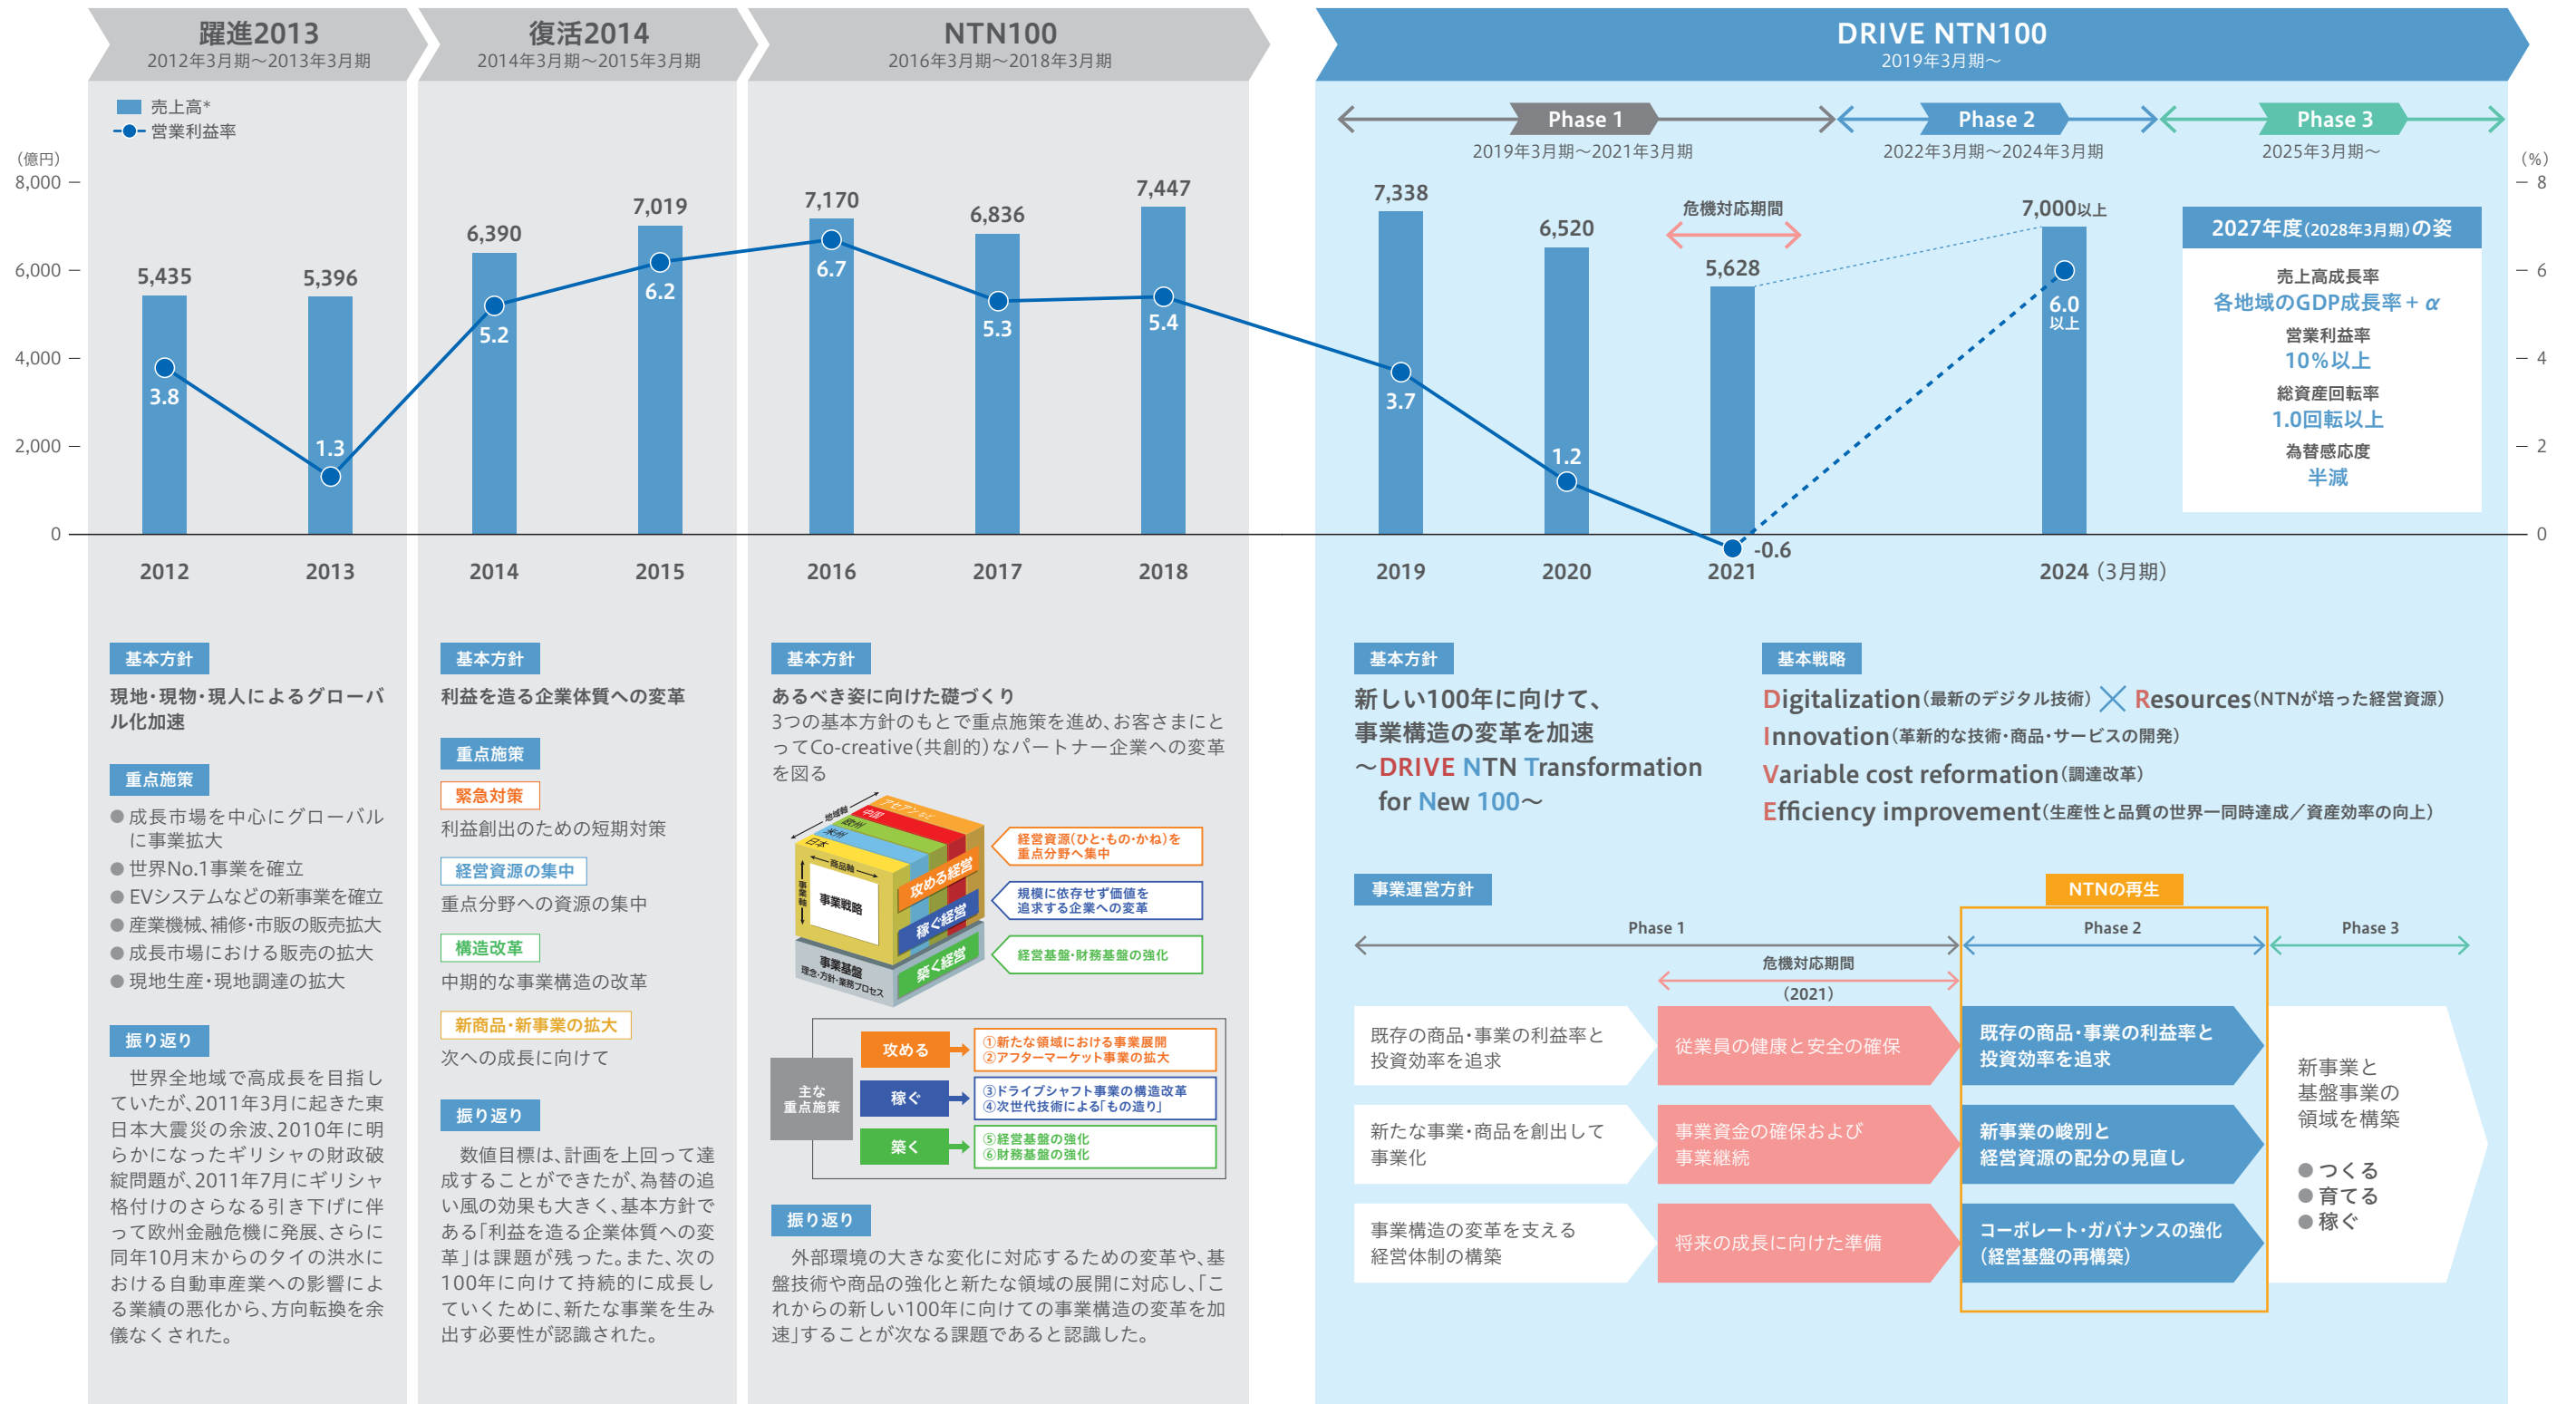 躍進2013
2012年3月期～2013年3月期
復活2014
2014年3月期～2015年3月期
NTN100
2016年3月期～2018年3月期
DRIVE NTN100
2019年3月期～
売上高*
営業利益率
（億円）
8,000
6,000
4,000
2,000
0
5,435
5,396
6,390
7,019
7,170
6,836
7,447
7,338
6,520
5,628
7,000以上
3.8
1.3
5.2
6.2
6.7
5.3
5.4
3.7
1.2
-0.6
6.0
以上
2012
2013
2014
2015
2016
2017
2018
2019
2020
2021
2024（3月期）
Phase 1
2019年3月期～2021年3月期
Phase 2
2022年3月期～2024年3月期
Phase 3
2025年3月期～
危機対応期間
（%）
8
6
4
2
0
2027年度（2028年3月期）の姿
売上高成長率
各地域のGDP成長率＋α
営業利益率
10%以上
総資産回転率
1.0回転以上
為替感応度
半減
基本方針
現地・現物・現人によるグローバ
ル化加速
重点施策
●成長市場を中心にグローバル
に事業拡大
●世界No.1事業を確立
●EVシステムなどの新事業を確立
●産業機械、補修・市販の販売拡大
●成長市場における販売の拡大
●現地生産・現地調達の拡大
振り返り
世界全地域で高成長を目指し
ていたが、2011年3月に起きた東
日本大震災の余波、2010年に明
らかになったギリシャの財政破
綻問題が、2011年7月にギリシャ
格付けのさらなる引き下げに伴
って欧州金融危機に発展、さらに
同年10月末からのタイの洪水に
おける自動車産業への影響によ
る業績の悪化から、方向転換を余
儀なくされた。
基本方針
利益を造る企業体質への変革
重点施策
緊急対策
利益創出のための短期対策
経営資源の集中
重点分野への資源の集中
構造改革
中期的な事業構造の改革
新商品・新事業の拡大
次への成長に向けて
振り返り
数値目標は、計画を上回って達
成することができたが、為替の追
い風の効果も大きく、基本方針で
ある「利益を造る企業体質への変
革」は課題が残った。また、次の
100年に向けて持続的に成長し
ていくために、新たな事業を生み
出す必要性が認識された。
基本方針
あるべき姿に向けた礎づくり
3つの基本方針のもとで重点施策を進め、お客さまにと
ってCo-creative（共創的）なパートナー企業への変革
を図る
地域軸
アセアンなど
中国
欧州
米州
日本
商品軸
事業軸
事業戦略
攻める経営
稼ぐ経営
築く経営
事業基盤
理念・方針・業務プロセス
経営資源（ひと・もの・かね）を
重点分野へ集中
規模に依存せず価値を
追求する企業への変革
経営基盤・財務基盤の強化
主な
重点施策
攻める
①新たな領域における事業展開
②アフターマーケット事業の拡大
稼ぐ
③ドライブシャフト事業の構造改革
④次世代技術による「もの造り」
築く
⑤経営基盤の強化
⑥財務基盤の強化
振り返り
外部環境の大きな変化に対応するための変革や、基
盤技術や商品の強化と新たな領域の展開に対応し、「こ
れからの新しい100年に向けての事業構造の変革を加
速」することが次なる課題であると認識した。
基本方針
新しい100年に向けて、
事業構造の変革を加速
～DRIVE NTN Transformation
for New 100～
基本戦略
Digitalization（最新のデジタル技術）╳Resources（NTNが培った経営資源）
Innovation（革新的な技術・商品・サービスの開発）
Variable cost reformation（調達改革）
Efficiency improvement（生産性と品質の世界一同時達成／資産効率の向上）
事業運営方針
NTNの再生
Phase 1
Phase 2
Phase 3
危機対応期間
（2021）
既存の商品・事業の利益率と
投資効率を追求
従業員の健康と安全の確保
既存の商品・事業の利益率と
投資効率を追求
新たな事業・商品を創出して
事業化
事業資金の確保および
事業継続
新事業の峻別と
経営資源の配分の見直し
事業構造の変革を支える
経営体制の構築
将来の成長に向けた準備
コーポレート・ガバナンスの強化
（経営基盤の再構築）
新事業と
基盤事業の
領域を構築
●つくる
●育てる
●稼ぐ